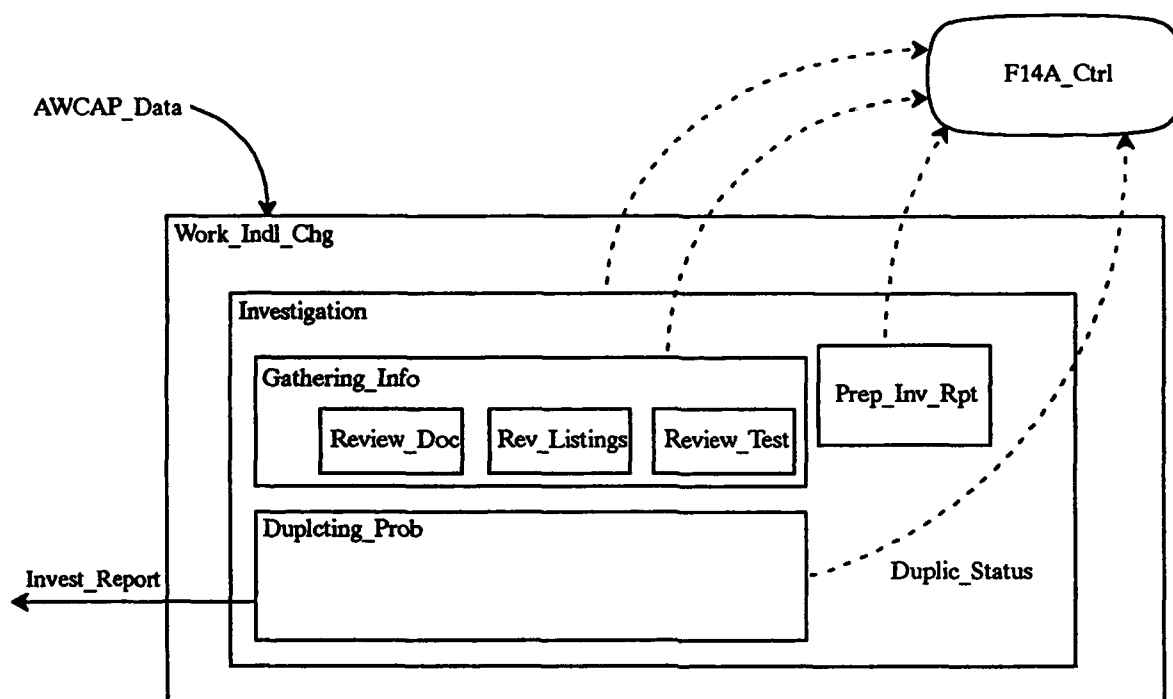 F14A_Ctrl
AWCAP_Data
Work_Indl_Chg
Investigation
Gathering_Info
Prep_Inv_Rpt
Review_Doc
Rev_Listings
Review_Test
Duplcting_Prob
Invest_Report
Duplic_Status